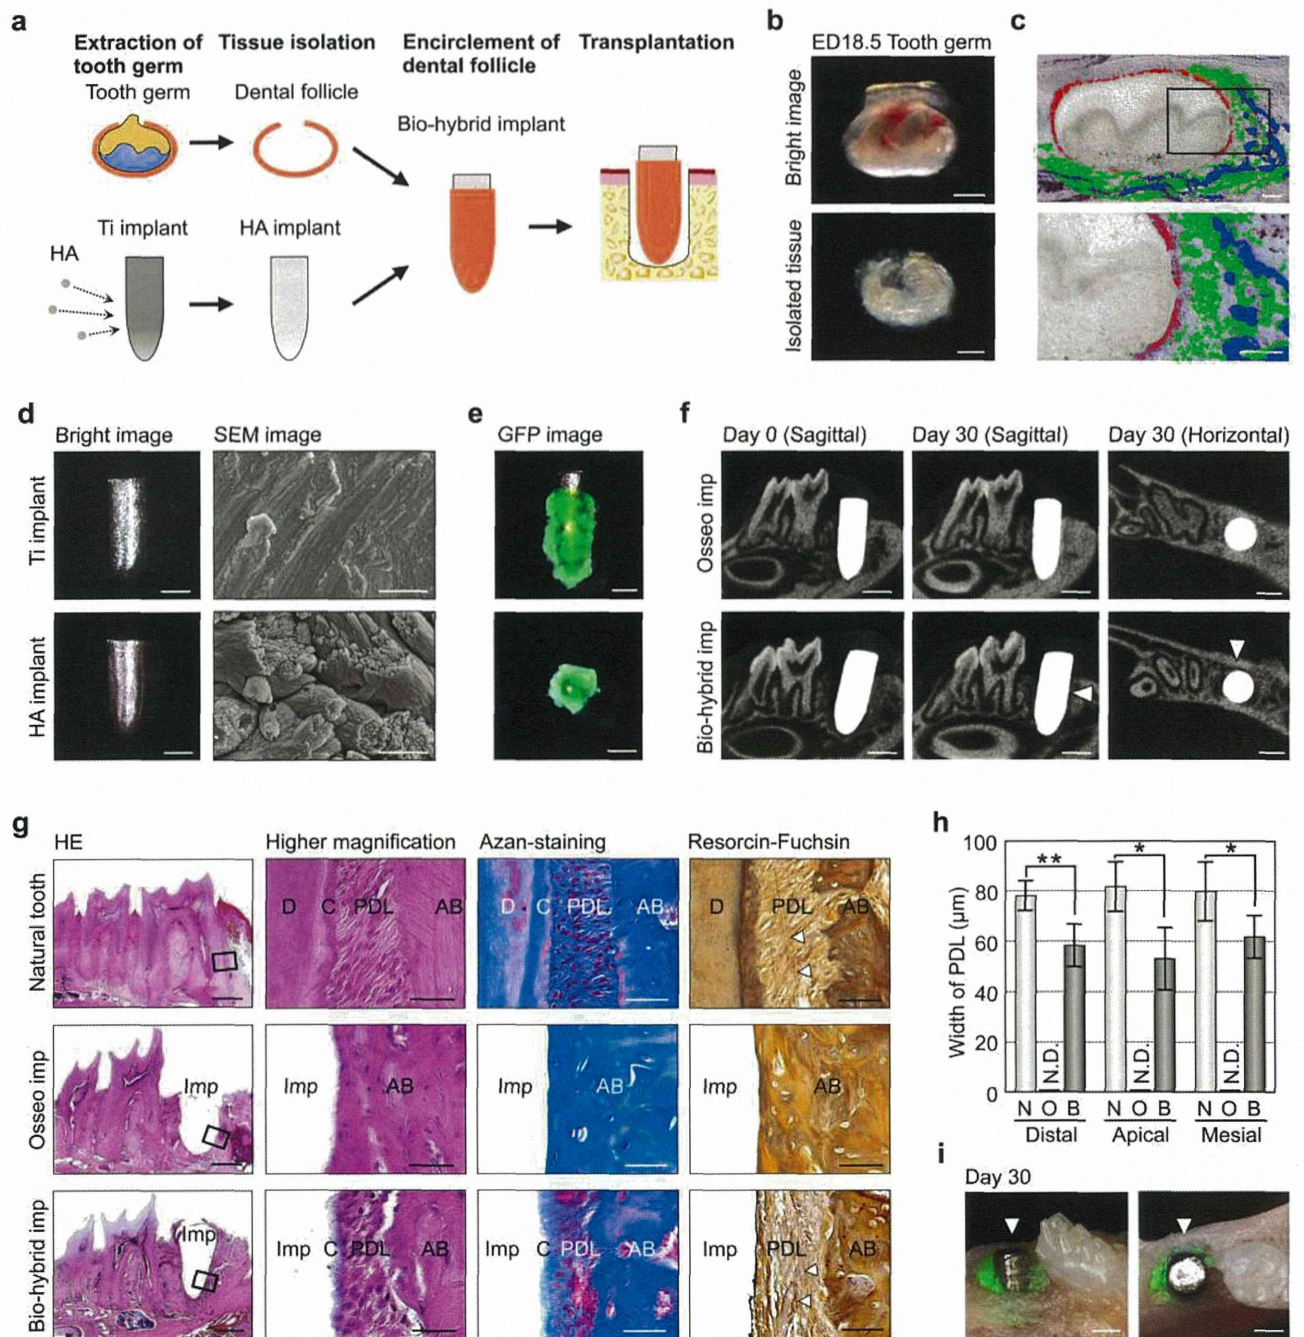 a
Extraction of
tooth germ
Tooth germ
Tissue isolation
Dental follicle
Encirclement of
dental follicle
Bio-hybrid implant
Transplantation
HA
Ti implant
HA implant
b
ED18.5 Tooth germ
Bright image
Isolated tissue
c
d
Bright image
SEM image
Ti implant
HA implant
e
GFP image
f
Day 0 (Sagittal)
Day 30 (Sagittal)
Day 30 (Horizontal)
Osseo imp
Bio-hybrid imp
g
HE
Higher magnification
Azan-staining
Resorcin-Fuchsin
Natural tooth
D C PDL AB
D C PDL AB
D PDL AB
Osseo imp
Imp
Imp AB
Imp AB
Imp AB
Bio-hybrid imp
Imp
Imp C PDL AB
Imp C PDL AB
Imp PDL AB
h
Width of PDL (μm)
100
80
60
40
20
0
**
*
*
N.D.
N.D.
N.D.
N O B
N O B
N O B
Distal
Apical
Mesial
i
Day 30